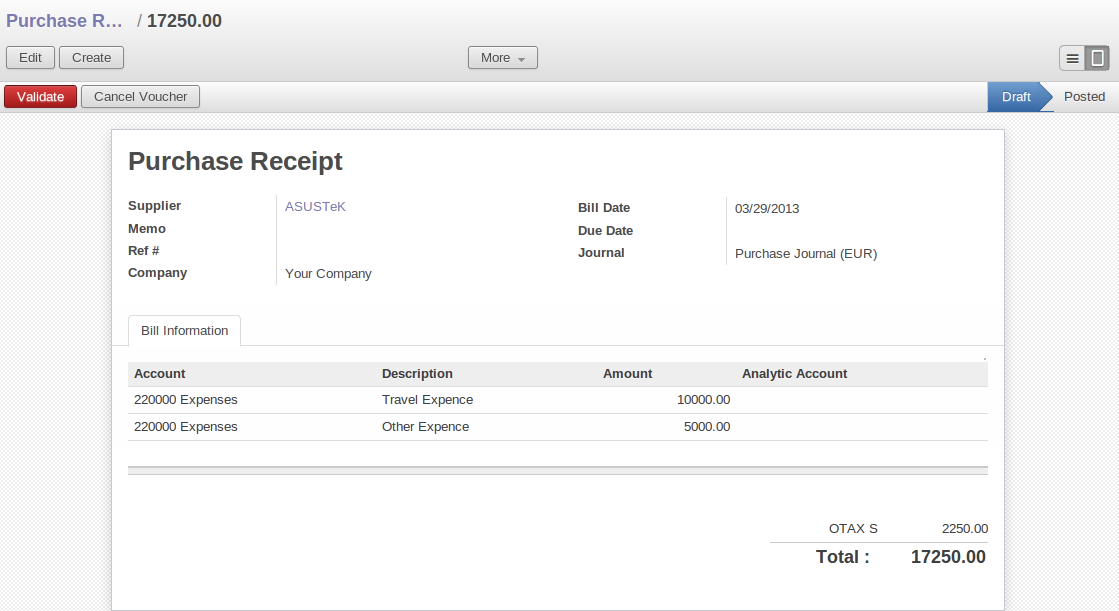 Purchase R... / 17250.00
Edit Create More
Validate Cancel Voucher Draft Posted
Purchase Receipt
Supplier ASUSTeK Bill Date 03/29/2013
Memo Due Date
Ref # Journal Purchase Journal (EUR)
Company Your Company
Bill Information
Account Description Amount Analytic Account
220000 Expenses Travel Expence 10000.00
220000 Expenses Other Expence 5000.00
OTAX S 2250.00
Total : 17250.00